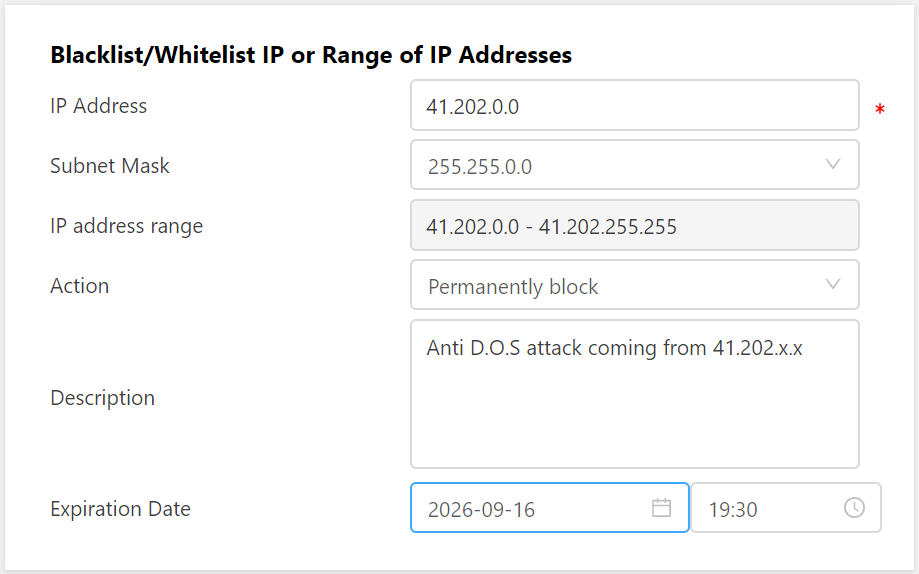 Blacklist/Whitelist IP or Range of IP Addresses
IP Address 41.202.0.0 *
Subnet Mask 255.255.0.0
IP address range 41.202.0.0 - 41.202.255.255
Action Permanently block
Description Anti D.O.S attack coming from 41.202.x.x
Expiration Date 2026-09-16 19:30